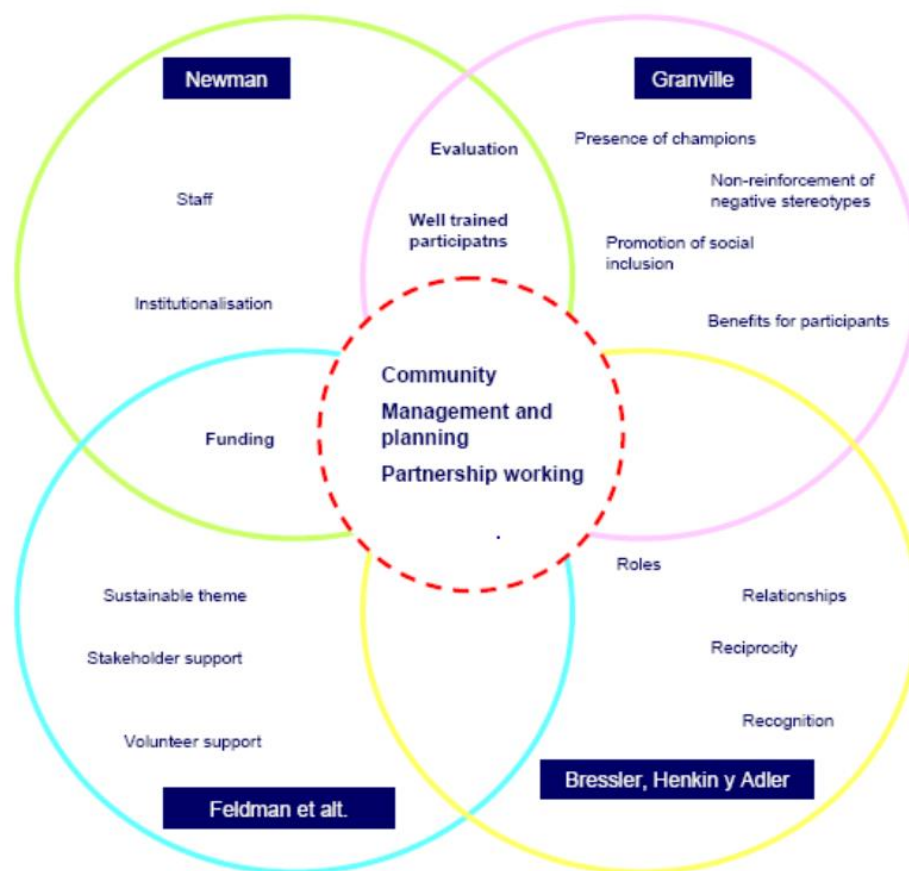 Newman
Granville
Evaluation
Presence of champions
Staff
Non-reinforcement of
negative stereotypes
Well trained
participatns
Promotion of social
inclusion
Institutionalisation
Benefits for participants
Community
Management and
planning
Partnership working
.
Funding
Roles
Sustainable theme
Relationships
Stakeholder support
Reciprocity
Volunteer support
Recognition
Feldman et alt.
Bressler, Henkin y Adler